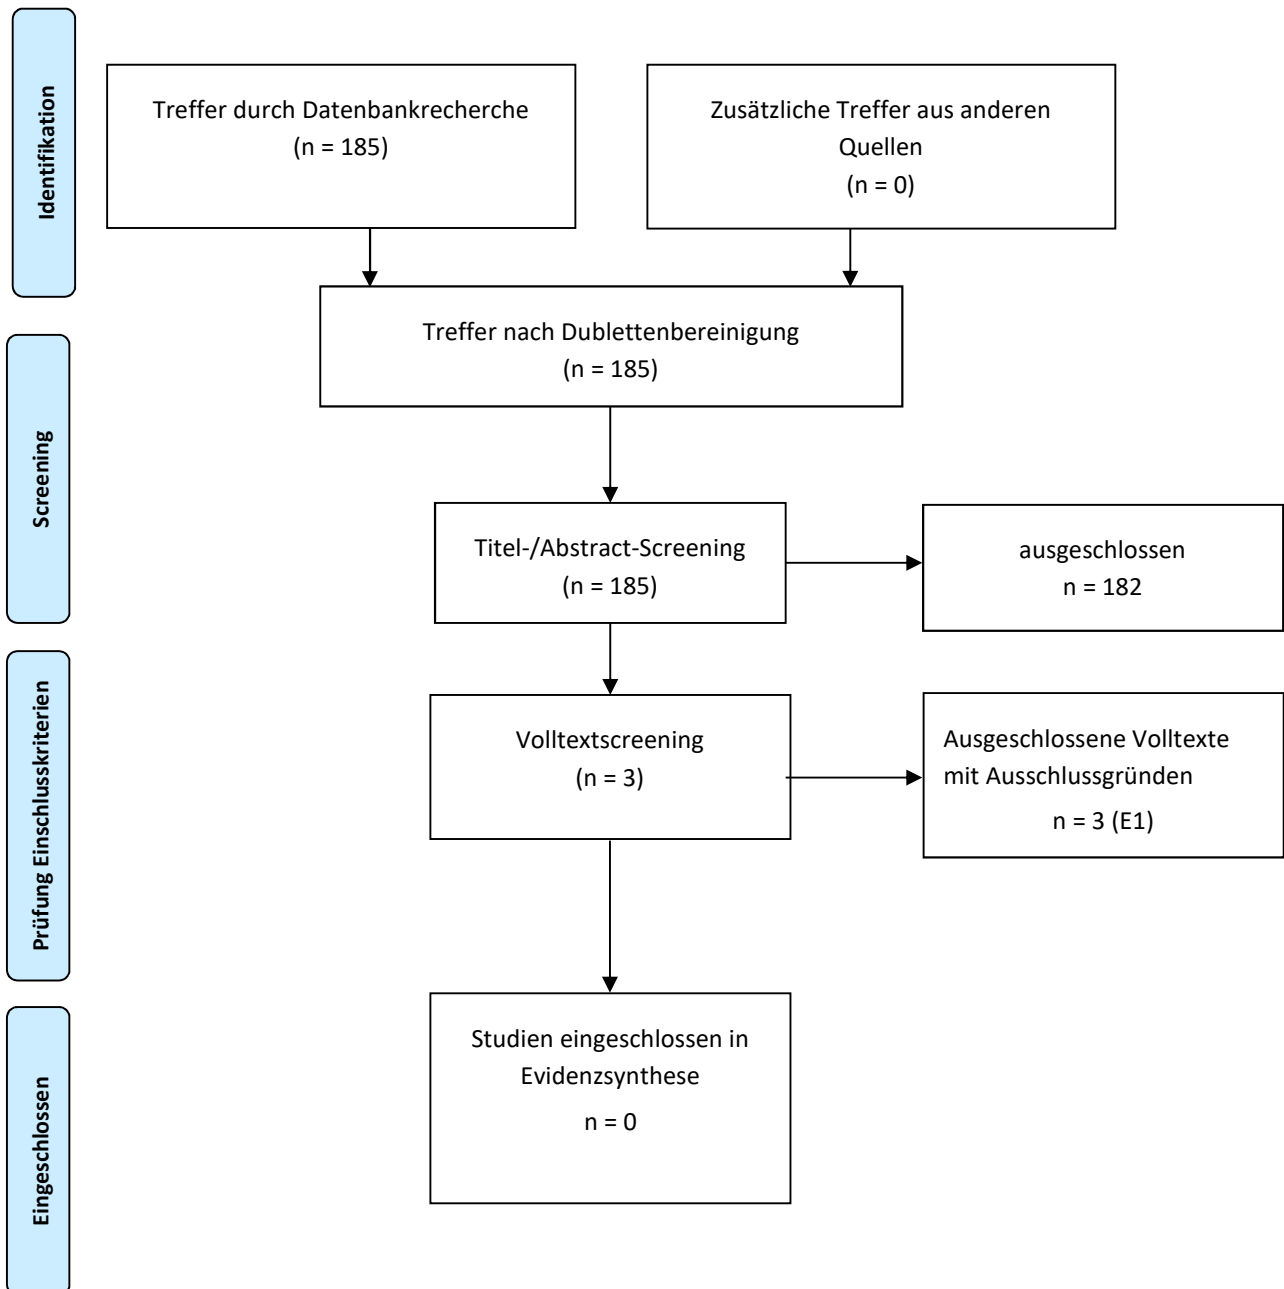 Identifikation
Treffer durch Datenbankrecherche
(n = 185)
Zusätzliche Treffer aus anderen
Quellen
(n = 0)
Treffer nach Dublettenbereinigung
(n = 185)
Screening
Titel-/Abstract-Screening
(n = 185)
ausgeschlossen
n = 182
Prüfung Einschlusskriterien
Volltextscreening
(n = 3)
Ausgeschlossene Volltexte
mit Ausschlussgründen
n = 3 (E1)
Eingeschlossen
Studien eingeschlossen in
Evidenzsynthese
n = 0